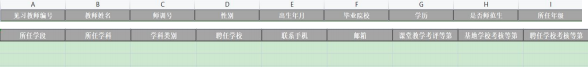 A B C D E F G H I
见习教师编号 教师姓名 师训号 性别 出生年月 毕业院校 学历 是否师范生 所任年级
所任学段 所任学科 学科类别 聘任学校 联系手机 邮箱 课堂教学考评等第 基地学校考核等第 聘任学校考核等第